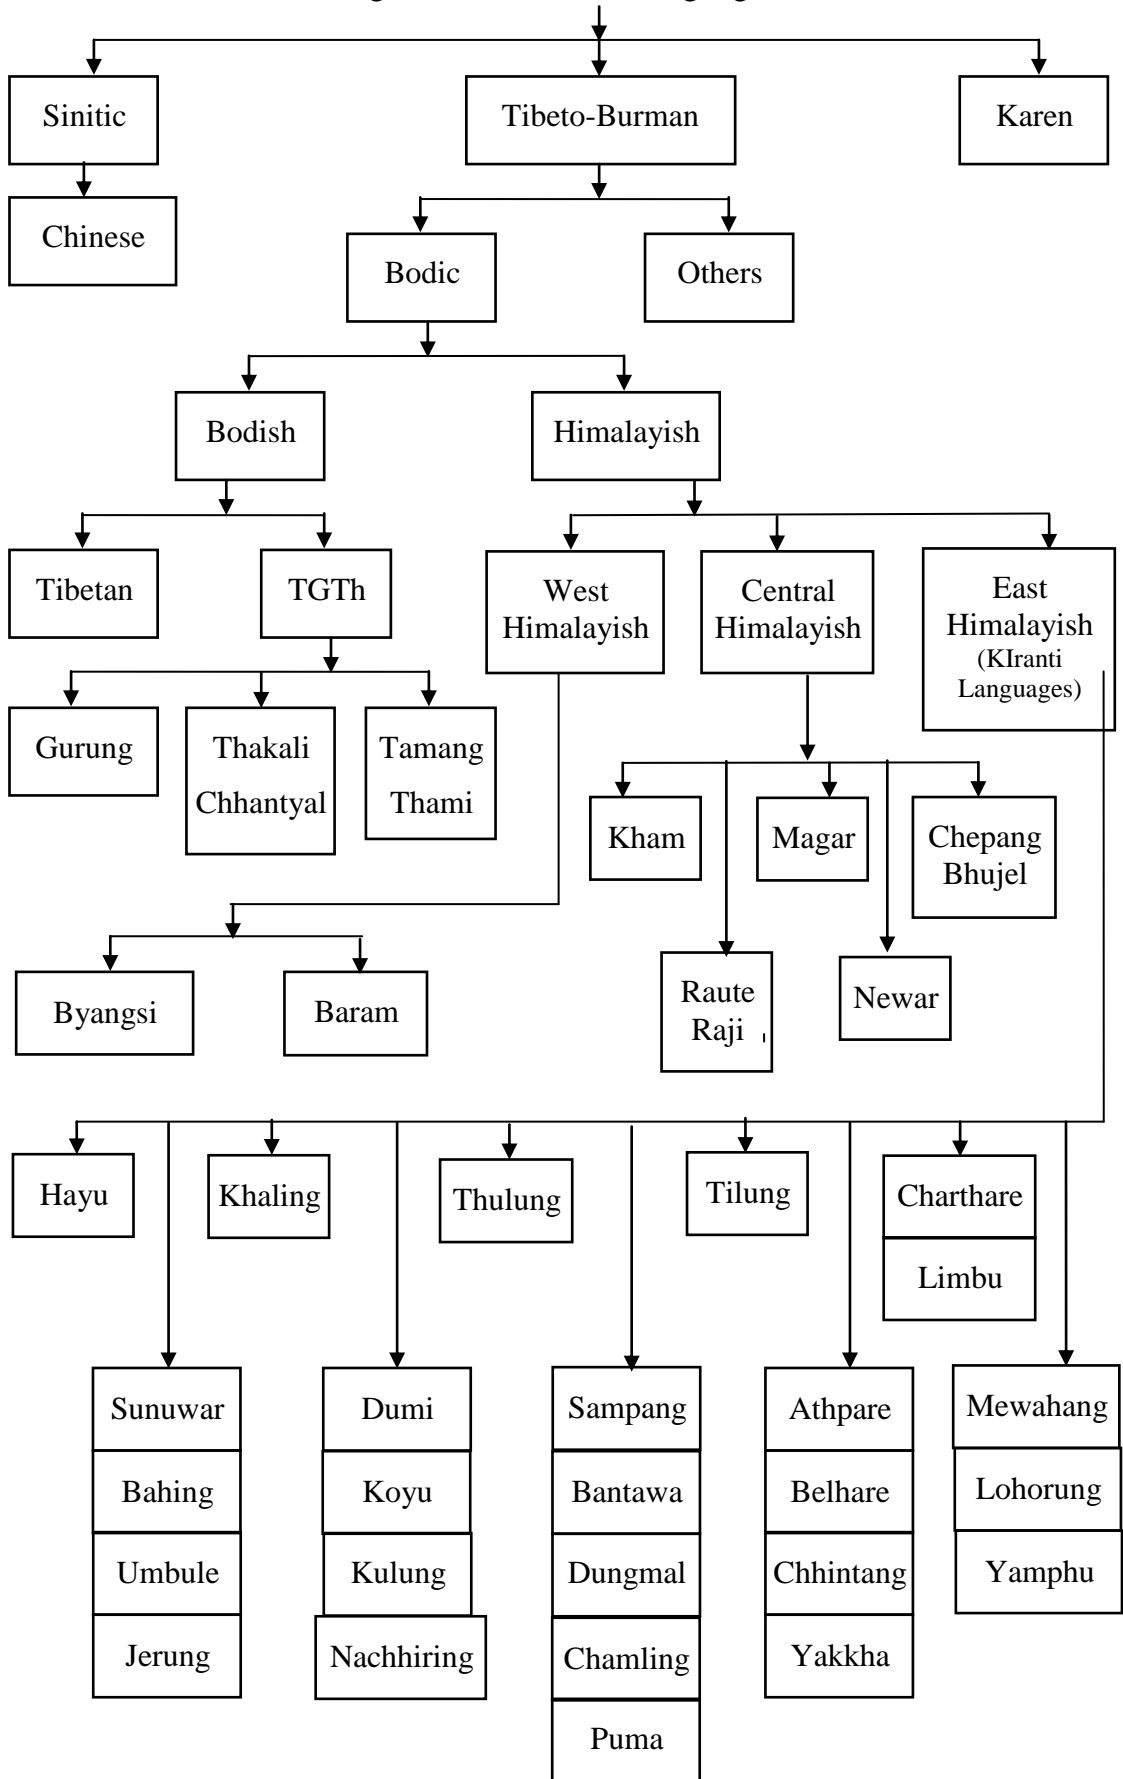 Sinitic
Tibeto-Burman
Karen
Chinese
Bodic
Others
Bodish
Himalayish
Tibetan
TGTh
West
Himalayish
Central
Himalayish
East
Himalayish
(KIranti
Languages)
Gurung
Thakali
Chhantyal
Tamang
Thami
Kham
Magar
Chepang
Bhujel
Byangsi
Baram
Raute
Raji
Newar
Hayu
Khaling
Thulung
Tilung
Charthare
Limbu
Sunuwar
Bahing
Umbule
Jerung
Dumi
Koyu
Kulung
Nachhiring
Sampang
Bantawa
Dungmal
Chamling
Puma
Athpare
Belhare
Chhintang
Yakkha
Mewahang
Lohorung
Yamphu